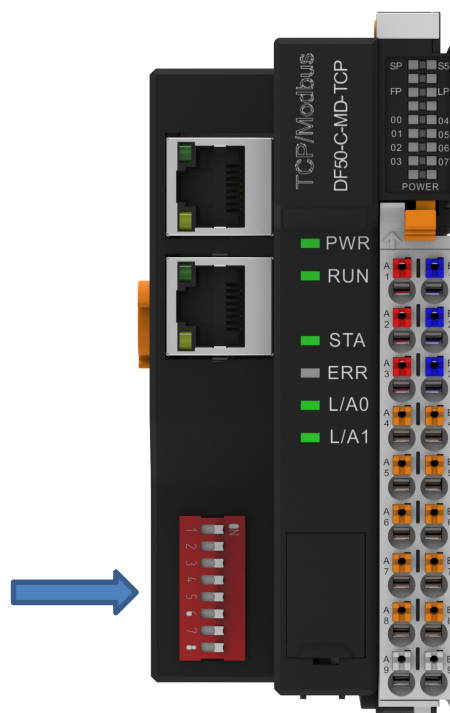 TCP/Modbus
DF50-C-MD-TCP
SP S5
FP LP
00 04
01 05
02 06
03 07
POWER
PWR
RUN
STA
ERR
L/A0
L/A1
A
1
A
2
A
3
A
4
A
5
A
6
A
7
A
8
A
9
ON
1
2
3
4
5
6
7
8